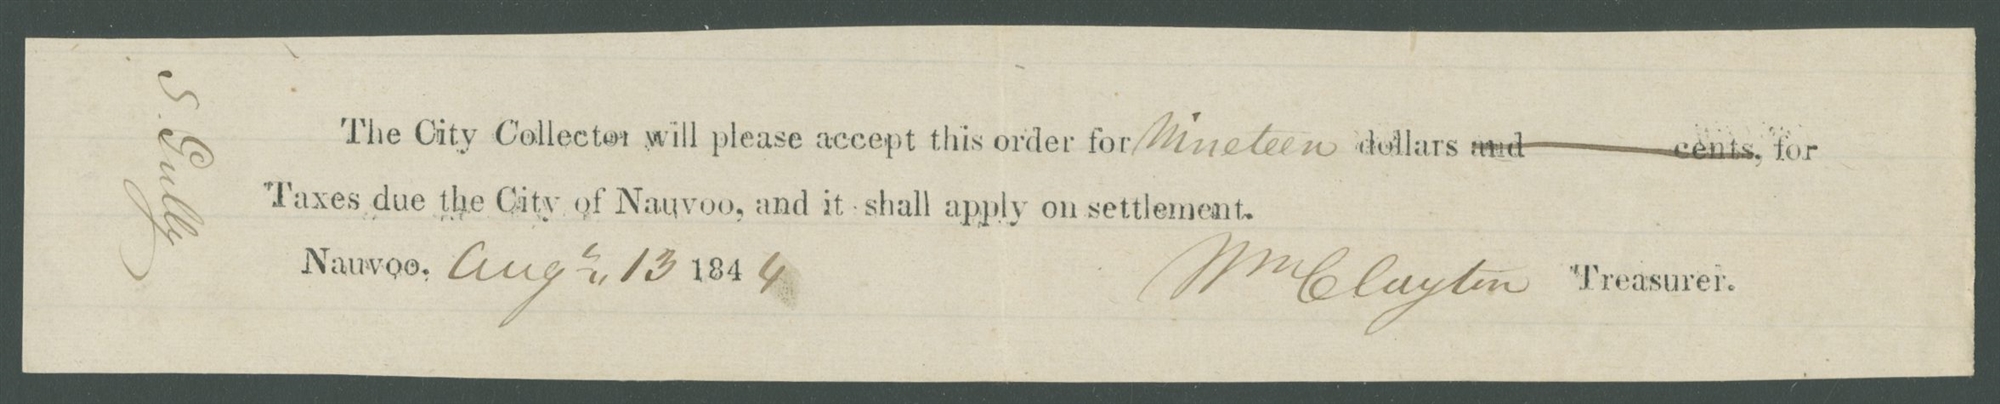 S. Gully
The City Collector will please accept this order for Nineteen dollars and cents, for
Taxes due the City of Nauvoo, and it shall apply on settlement.
Nauvoo. Augt. 13 1844 Wm Clayton Treasurer.